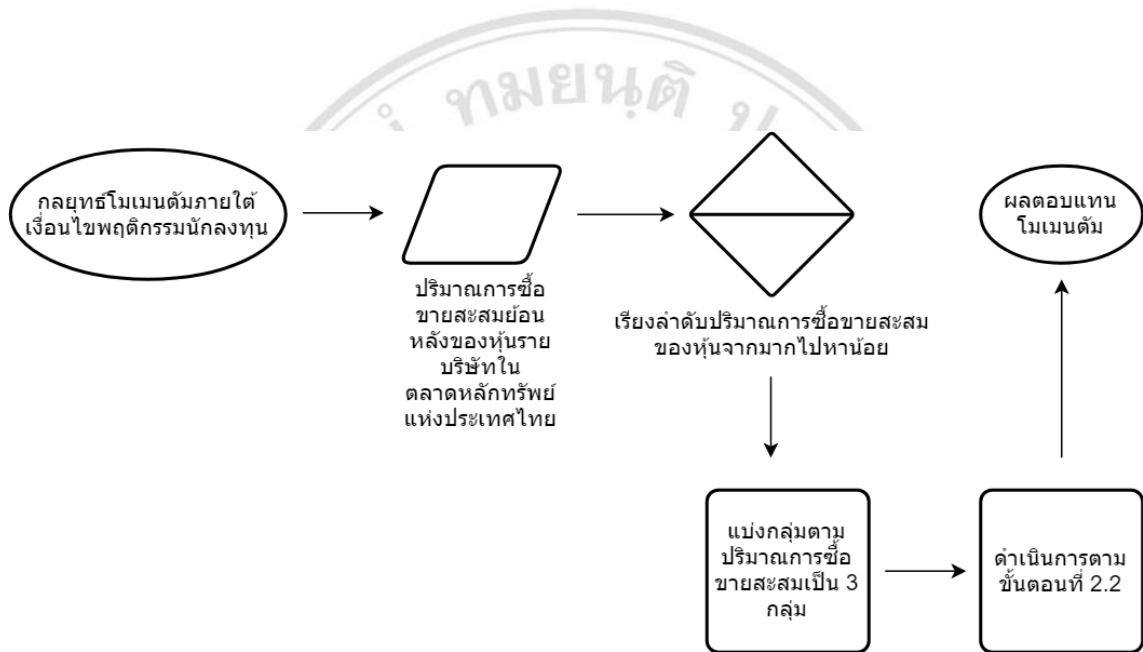 ทมยนฺติ
กลยุทธ์โมเมนตัมภายใต้
เงื่อนไขพฤติกรรมนักลงทุน
ปริมาณการซื้อ
ขายสะสมย้อน
หลังของหุ้นราย
บริษัทใน
ตลาดหลักทรัพย์
แห่งประเทศไทย
เรียงลำดับปริมาณการซื้อขายสะสม
ของหุ้นจากมากไปหาน้อย
แบ่งกลุ่มตาม
ปริมาณการซื้อ
ขายสะสมเป็น 3
กลุ่ม
ดำเนินการตาม
ขั้นตอนที่ 2.2
ผลตอบแทน
โมเมนตัม